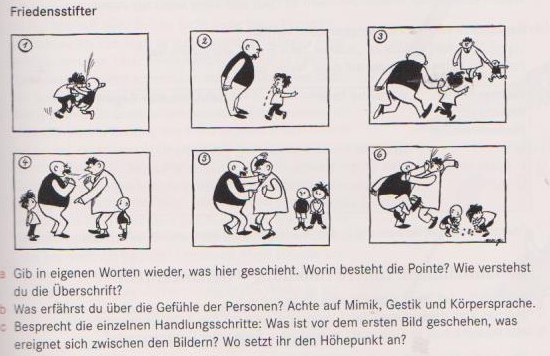 Friedensstifter
1
2
3
4
5
6
a Gib in eigenen Worten wieder, was hier geschieht. Worin besteht die Pointe? Wie verstehst
du die Überschrift?
b Was erfährst du über die Gefühle der Personen? Achte auf Mimik, Gestik und Körpersprache.
c Besprecht die einzelnen Handlungsschritte: Was ist vor dem ersten Bild geschehen, was
ereignet sich zwischen den Bildern? Wo setzt ihr den Höhepunkt an?